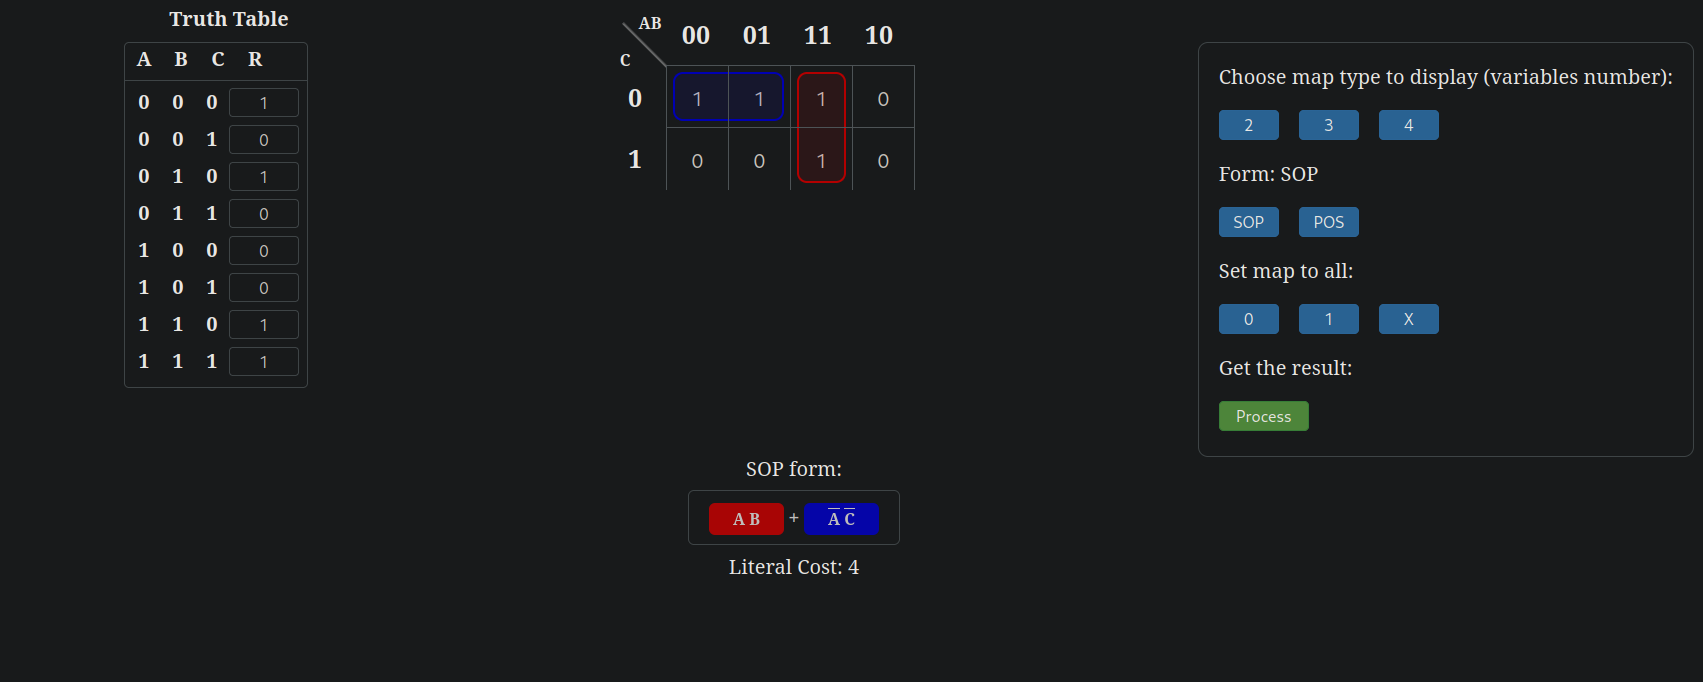 Truth Table
A B C R
0 0 0 1
0 0 1 0
0 1 0 1
0 1 1 0
1 0 0 0
1 0 1 0
1 1 0 1
1 1 1 1
AB
C
00 01 11 10
0 1 1 1 0
1 0 0 1 0
SOP form:
A B + A̅ C̅
Literal Cost: 4
Choose map type to display (variables number):
2 3 4
Form: SOP
SOP POS
Set map to all:
0 1 X
Get the result:
Process